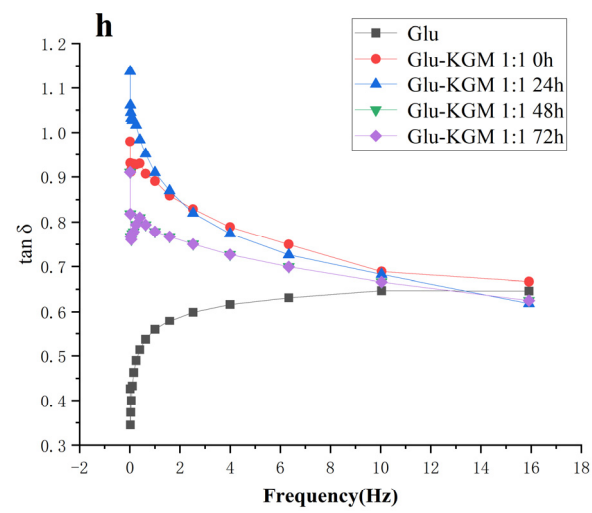 h
Glu
Glu-KGM 1:1 0h
Glu-KGM 1:1 24h
Glu-KGM 1:1 48h
Glu-KGM 1:1 72h
1.2
1.1
1.0
0.9
0.8
0.7
0.6
0.5
0.4
0.3
tan δ
-2 0 2 4 6 8 10 12 14 16 18
Frequency(Hz)